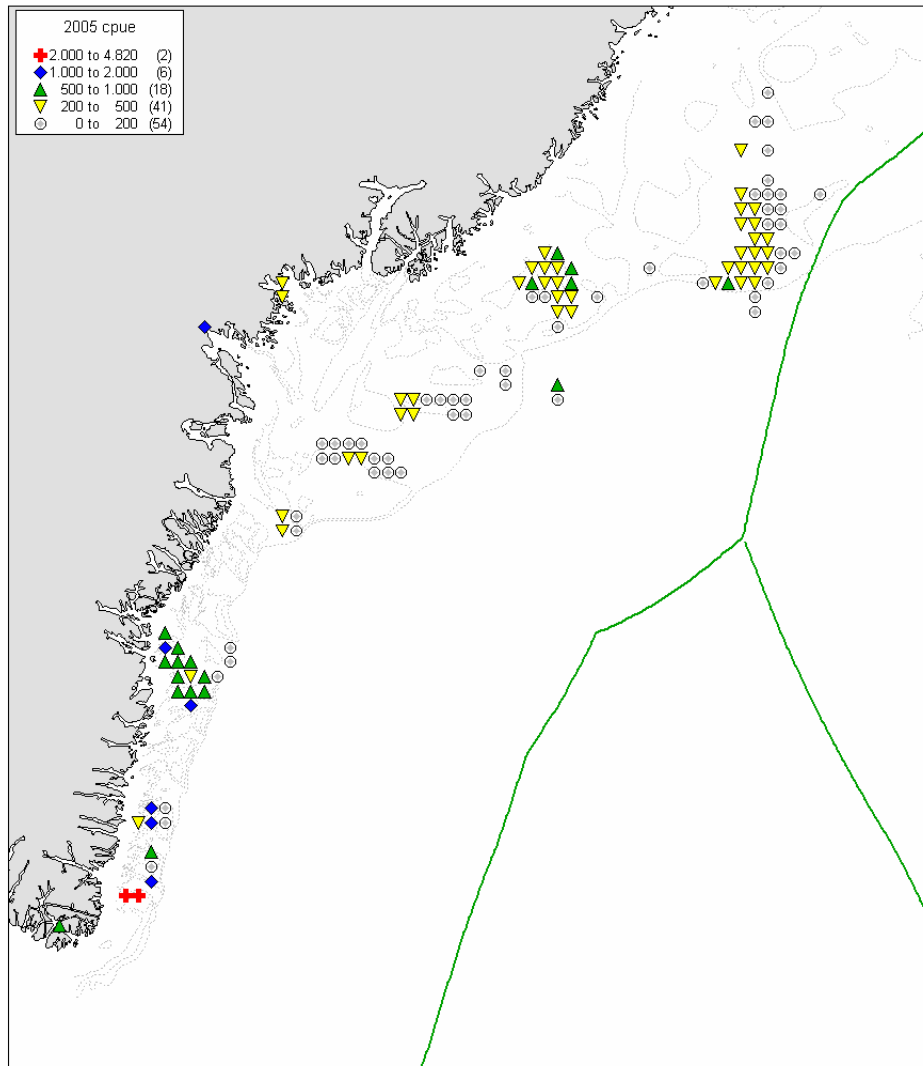 2005 cpue
2.000 to 4.820 (2)
1.000 to 2.000 (6)
500 to 1.000 (18)
200 to 500 (41)
0 to 200 (54)